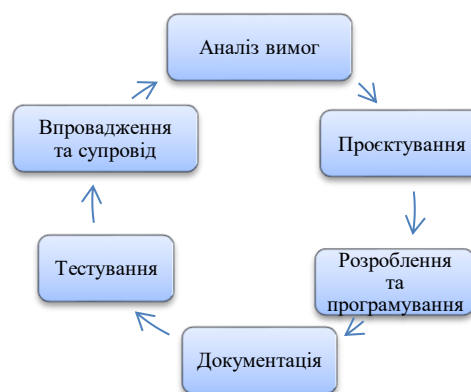 Аналіз вимог
Проєктування
Розроблення
та
програмування
Документація
Тестування
Впровадження
та супровід